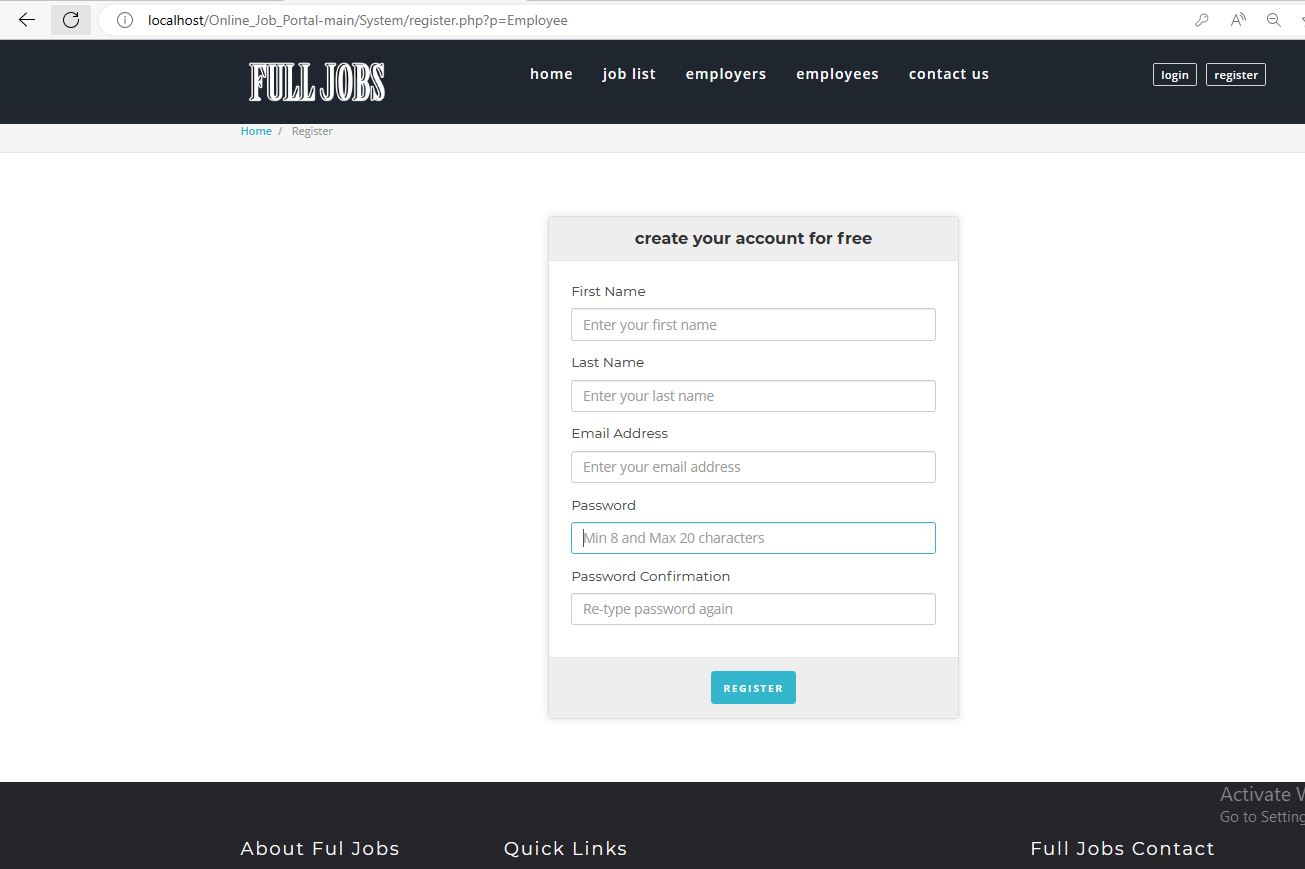 localhost/Online_Job_Portal-main/System/register.php?p=Employee
FULL JOBS
home job list employers employees contact us
login register
Home / Register
create your account for free
First Name
Enter your first name
Last Name
Enter your last name
Email Address
Enter your email address
Password
Min 8 and Max 20 characters
Password Confirmation
Re-type password again
REGISTER
Activate
Go to Setting
About Ful Jobs Quick Links Full Jobs Contact